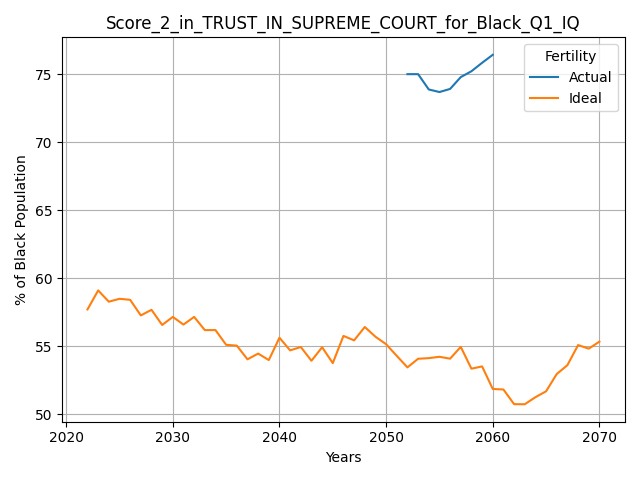 Score_2_in_TRUST_IN_SUPREME_COURT_for_Black_Q1_IQ
Fertility
Actual
Ideal
% of Black Population
75
70
65
60
55
50
2020
2030
2040
2050
2060
2070
Years